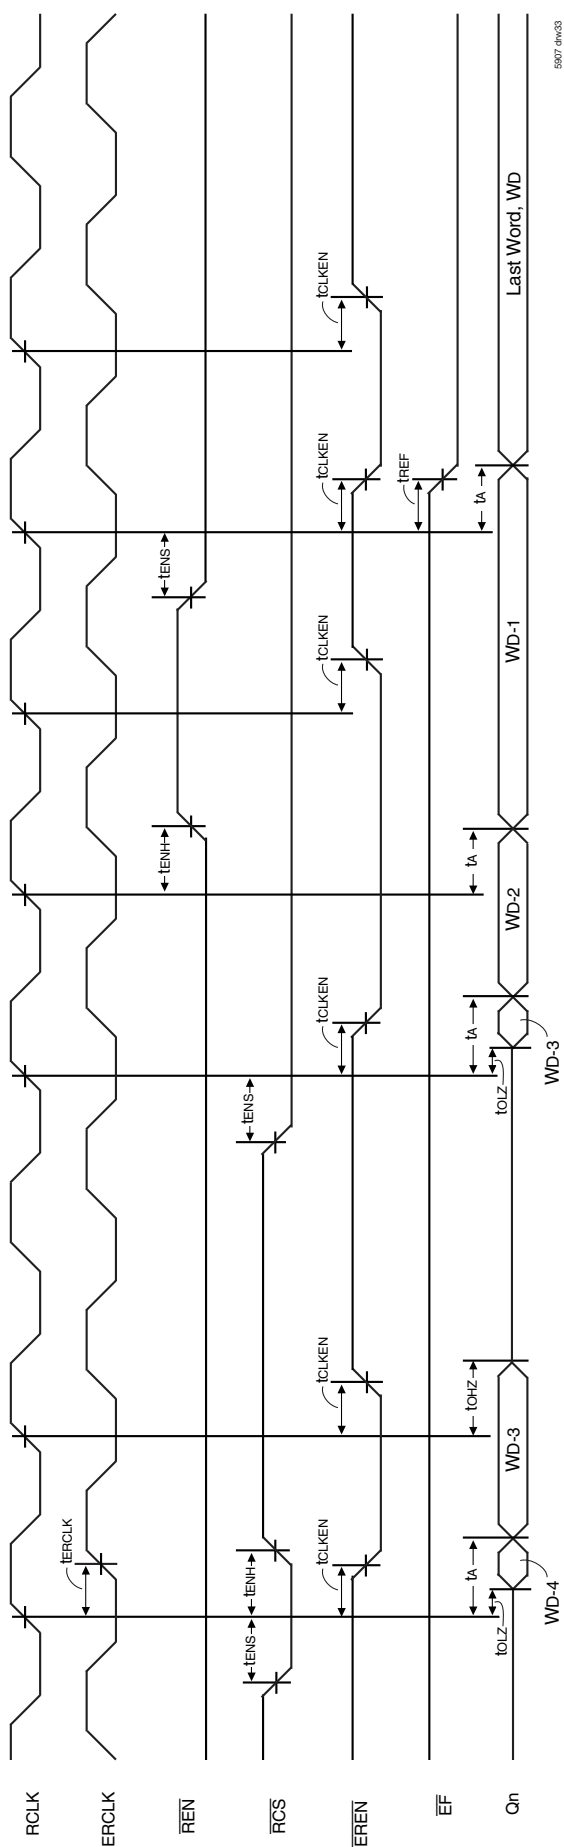 RCLK
ERCLK
tERCLK
REN
tENH
tENS
RCS
tENS
tENH
tENS
EREN
tCLKEN
tCLKEN
tCLKEN
tCLKEN
tCLKEN
tCLKEN
EF
tREF
Qn
tOLZ
tA
WD-4
WD-3
tOHZ
tOLZ
tA
WD-3
WD-2
tA
WD-1
tA
Last Word, WD
5907 drw33